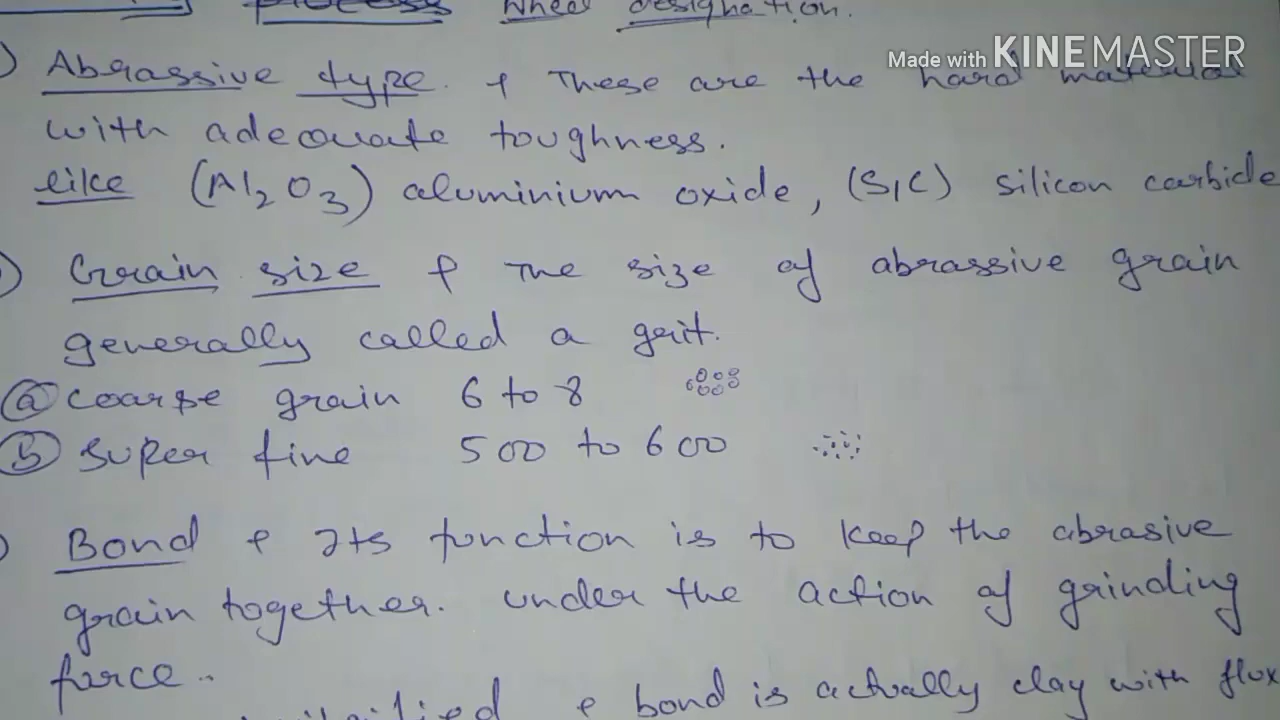 process wheel designation.
Made with KINEMASTER
) Abrassive type. These are the hard material
with adequate toughness.
like (Al2O3) aluminium oxide, (SiC) silicon carbide
) Grain size The size of abrassive grain
generally called a grit.
(a) coarse grain 6 to 8
(b) super fine 500 to 600
) Bond Its function is to keep the abrasive
grain together. under the action of grinding
force..
bond is actually clay with flux